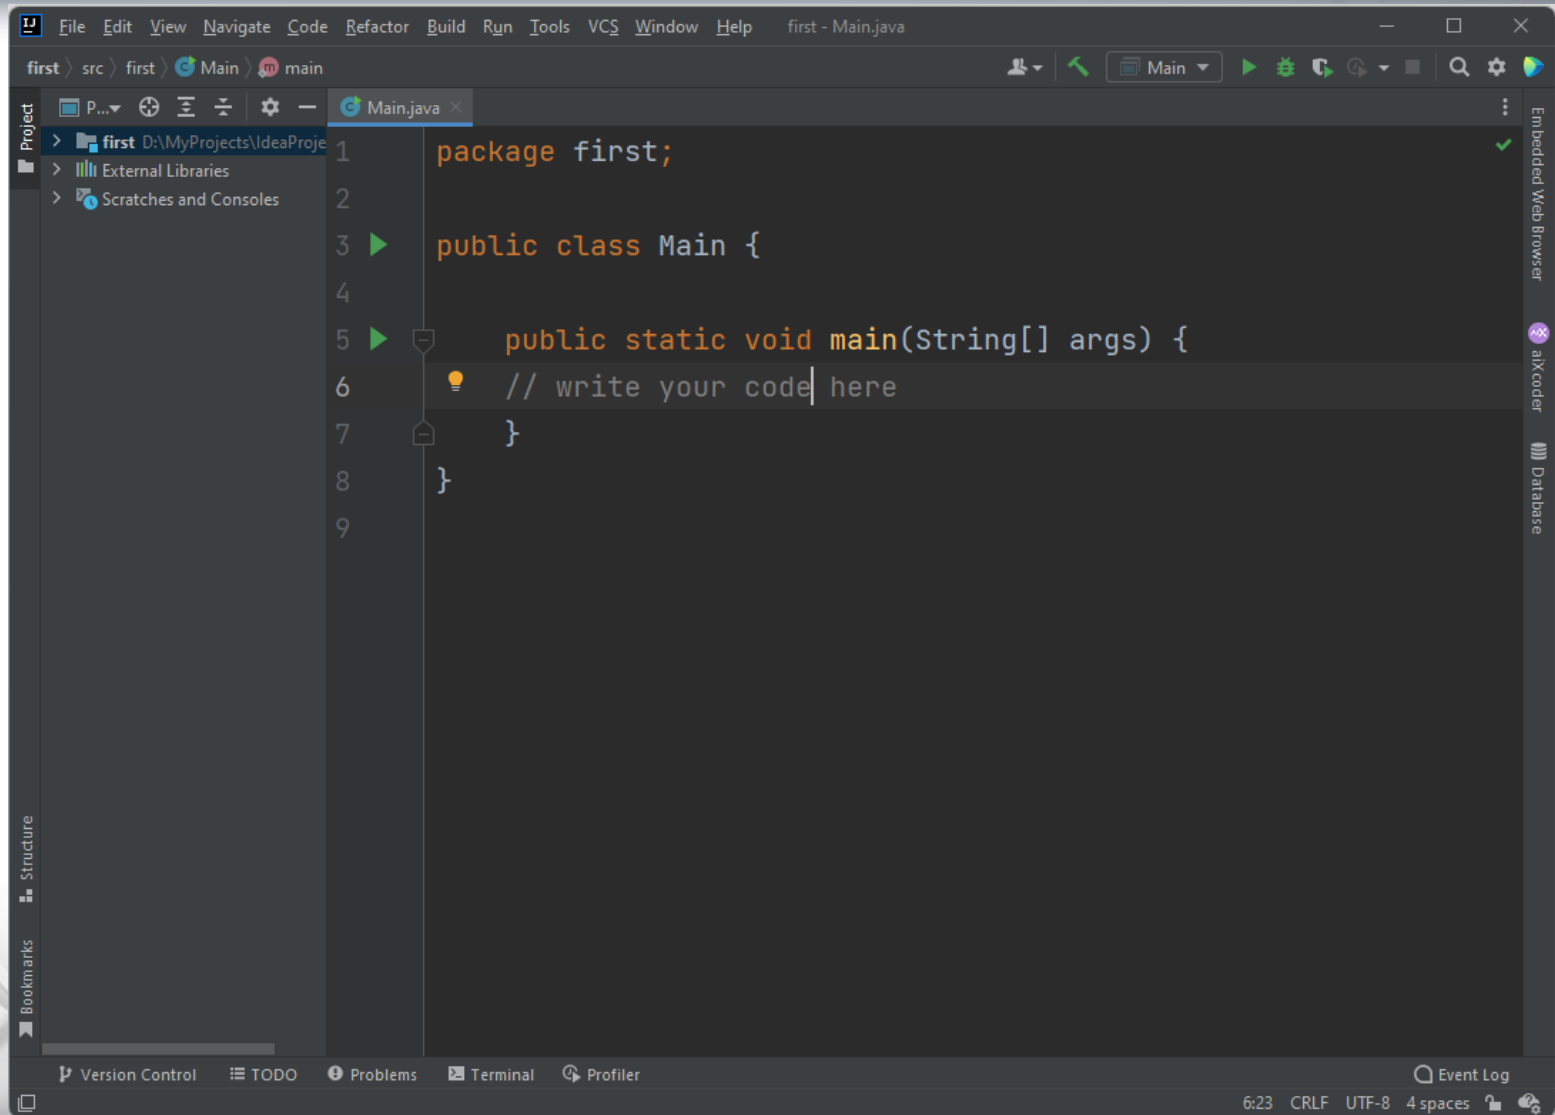 IJ File Edit View Navigate Code Refactor Build Run Tools VCS Window Help first - Main.java
first src first C Main m main Main
Project
P... C Main.java
first D:\MyProjects\IdeaProje
External Libraries
Scratches and Consoles
1 package first;
2
3 public class Main {
4
5 public static void main(String[] args) {
6 // write your code here
7 }
8 }
9
Embedded Web Browser
aiXcoder
Database
Structure
Bookmarks
Version Control TODO Problems Terminal Profiler Event Log
6:23 CRLF UTF-8 4 spaces